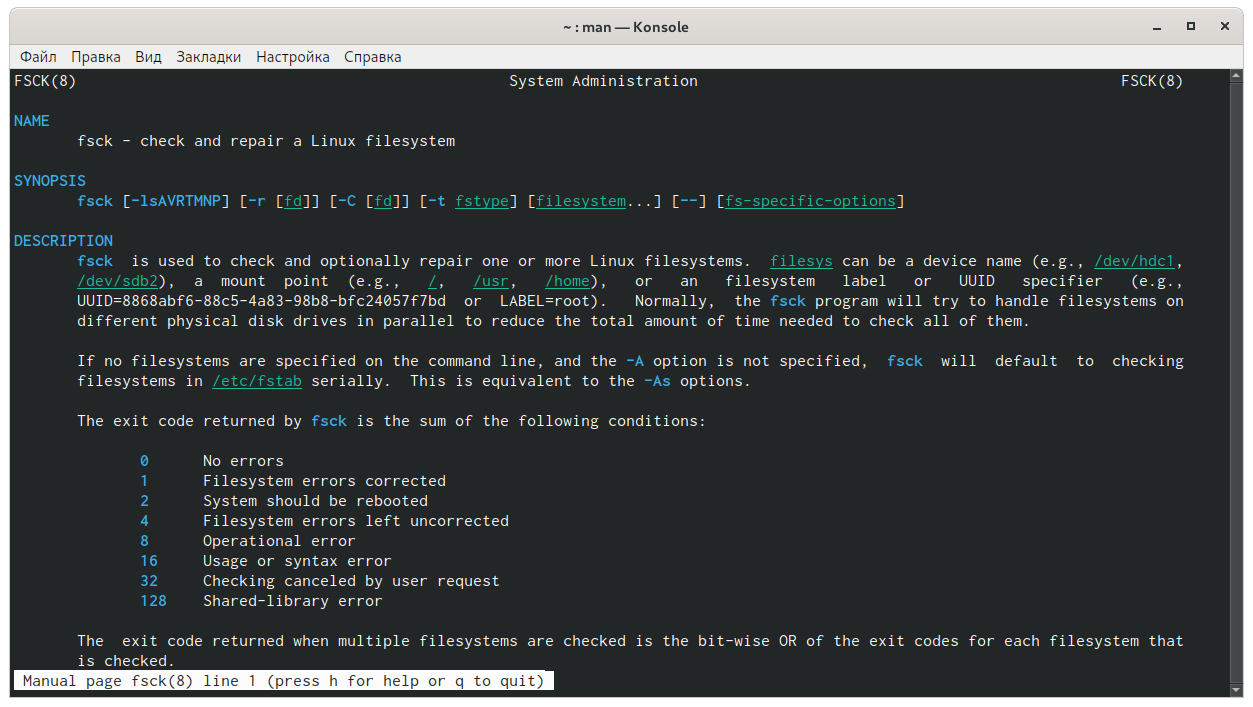 ~ : man — Konsole
Файл Правка Вид Закладки Настройка Справка
FSCK(8) System Administration FSCK(8)
NAME
fsck - check and repair a Linux filesystem
SYNOPSIS
fsck [-lsAVRTMNP] [-r [fd]] [-C [fd]] [-t fstype] [filesystem...] [--] [fs-specific-options]
DESCRIPTION
fsck is used to check and optionally repair one or more Linux filesystems. filesys can be a device name (e.g., /dev/hdc1,
/dev/sdb2), a mount point (e.g., /, /usr, /home), or an filesystem label or UUID specifier (e.g.,
UUID=8868abf6-88c5-4a83-98b8-bfc24057f7bd or LABEL=root). Normally, the fsck program will try to handle filesystems on
different physical disk drives in parallel to reduce the total amount of time needed to check all of them.
If no filesystems are specified on the command line, and the -A option is not specified, fsck will default to checking
filesystems in /etc/fstab serially. This is equivalent to the -As options.
The exit code returned by fsck is the sum of the following conditions:
0 No errors
1 Filesystem errors corrected
2 System should be rebooted
4 Filesystem errors left uncorrected
8 Operational error
16 Usage or syntax error
32 Checking canceled by user request
128 Shared-library error
The exit code returned when multiple filesystems are checked is the bit-wise OR of the exit codes for each filesystem that
is checked.
Manual page fsck(8) line 1 (press h for help or q to quit)